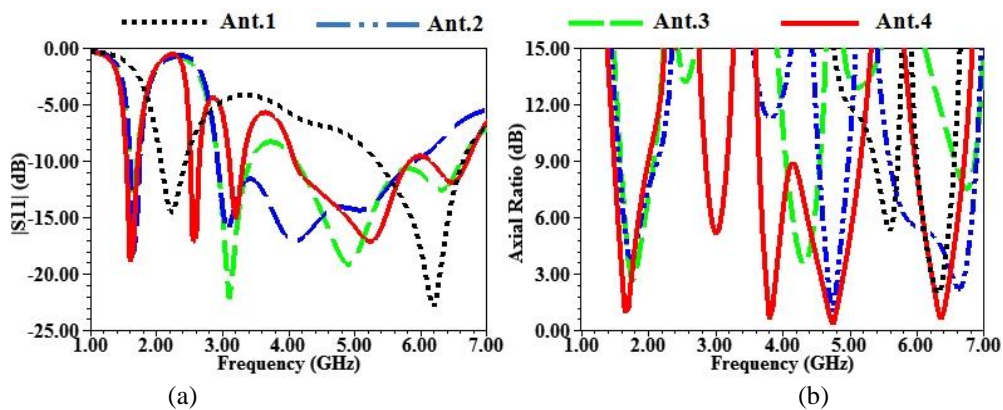 Ant.1 Ant.2 Ant.3 Ant.4
0.00
-5.00
-10.00
-15.00
-20.00
-25.00
|S11| (dB)
1.00 2.00 3.00 4.00 5.00 6.00 7.00
Frequency (GHz)
(a)
15.00
12.00
9.00
6.00
3.00
0.00
Axial Ratio (dB)
1.00 2.00 3.00 4.00 5.00 6.00 7.00
Frequency (GHz)
(b)